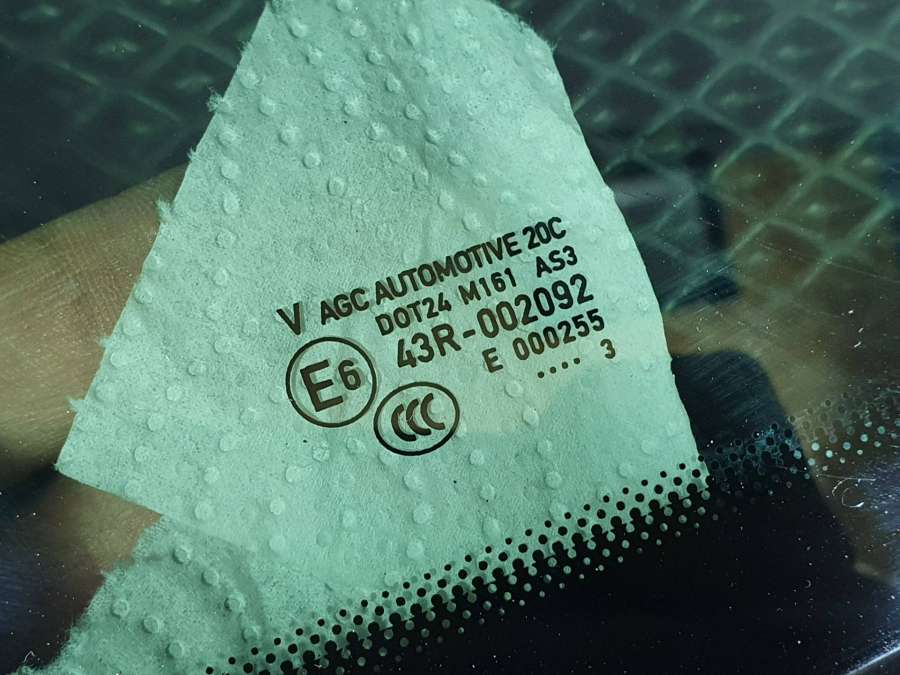 V AGC AUTOMOTIVE 20C
DOT24 M161 AS3
43R-002092
E6
E 000255
.... 3
CCC